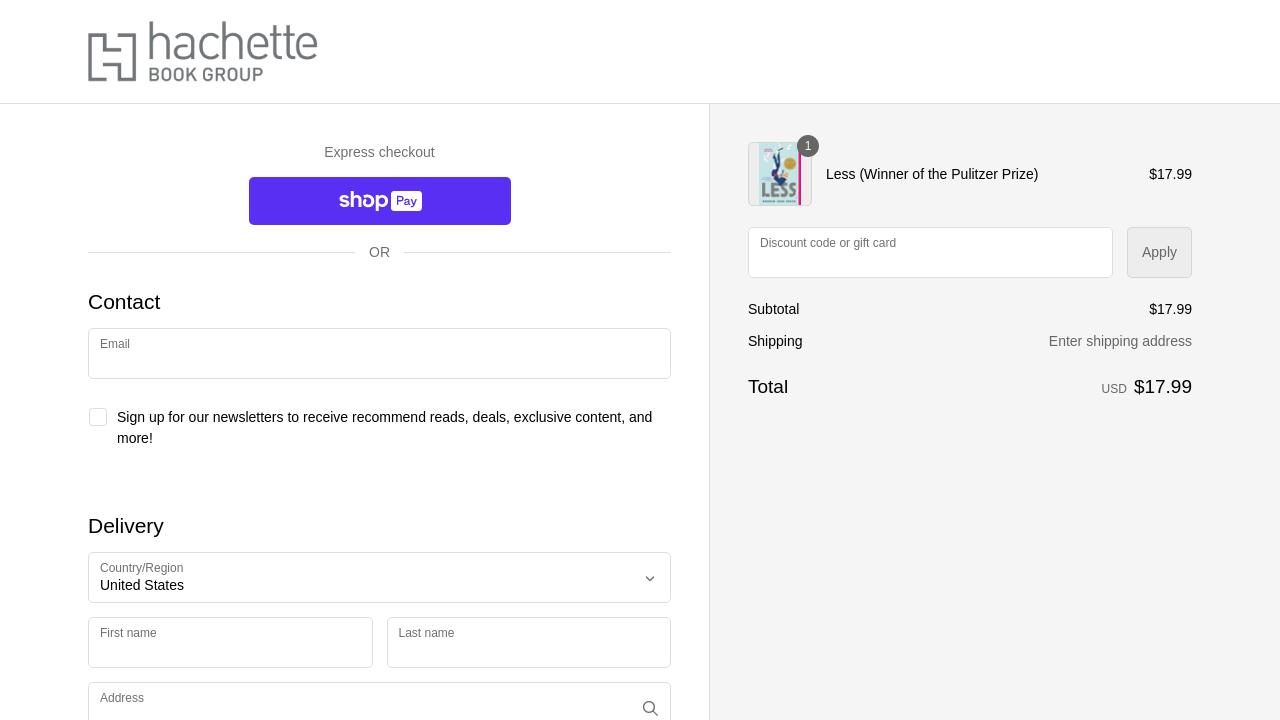 hachette
BOOK GROUP
Express checkout
shop Pay
OR
Contact
Email
Sign up for our newsletters to receive recommend reads, deals, exclusive content, and
more!
Delivery
Country/Region
United States
First name
Last name
Address
1
LESS
Less (Winner of the Pulitzer Prize)
$17.99
Discount code or gift card
Apply
Subtotal
$17.99
Shipping
Enter shipping address
Total
USD $17.99